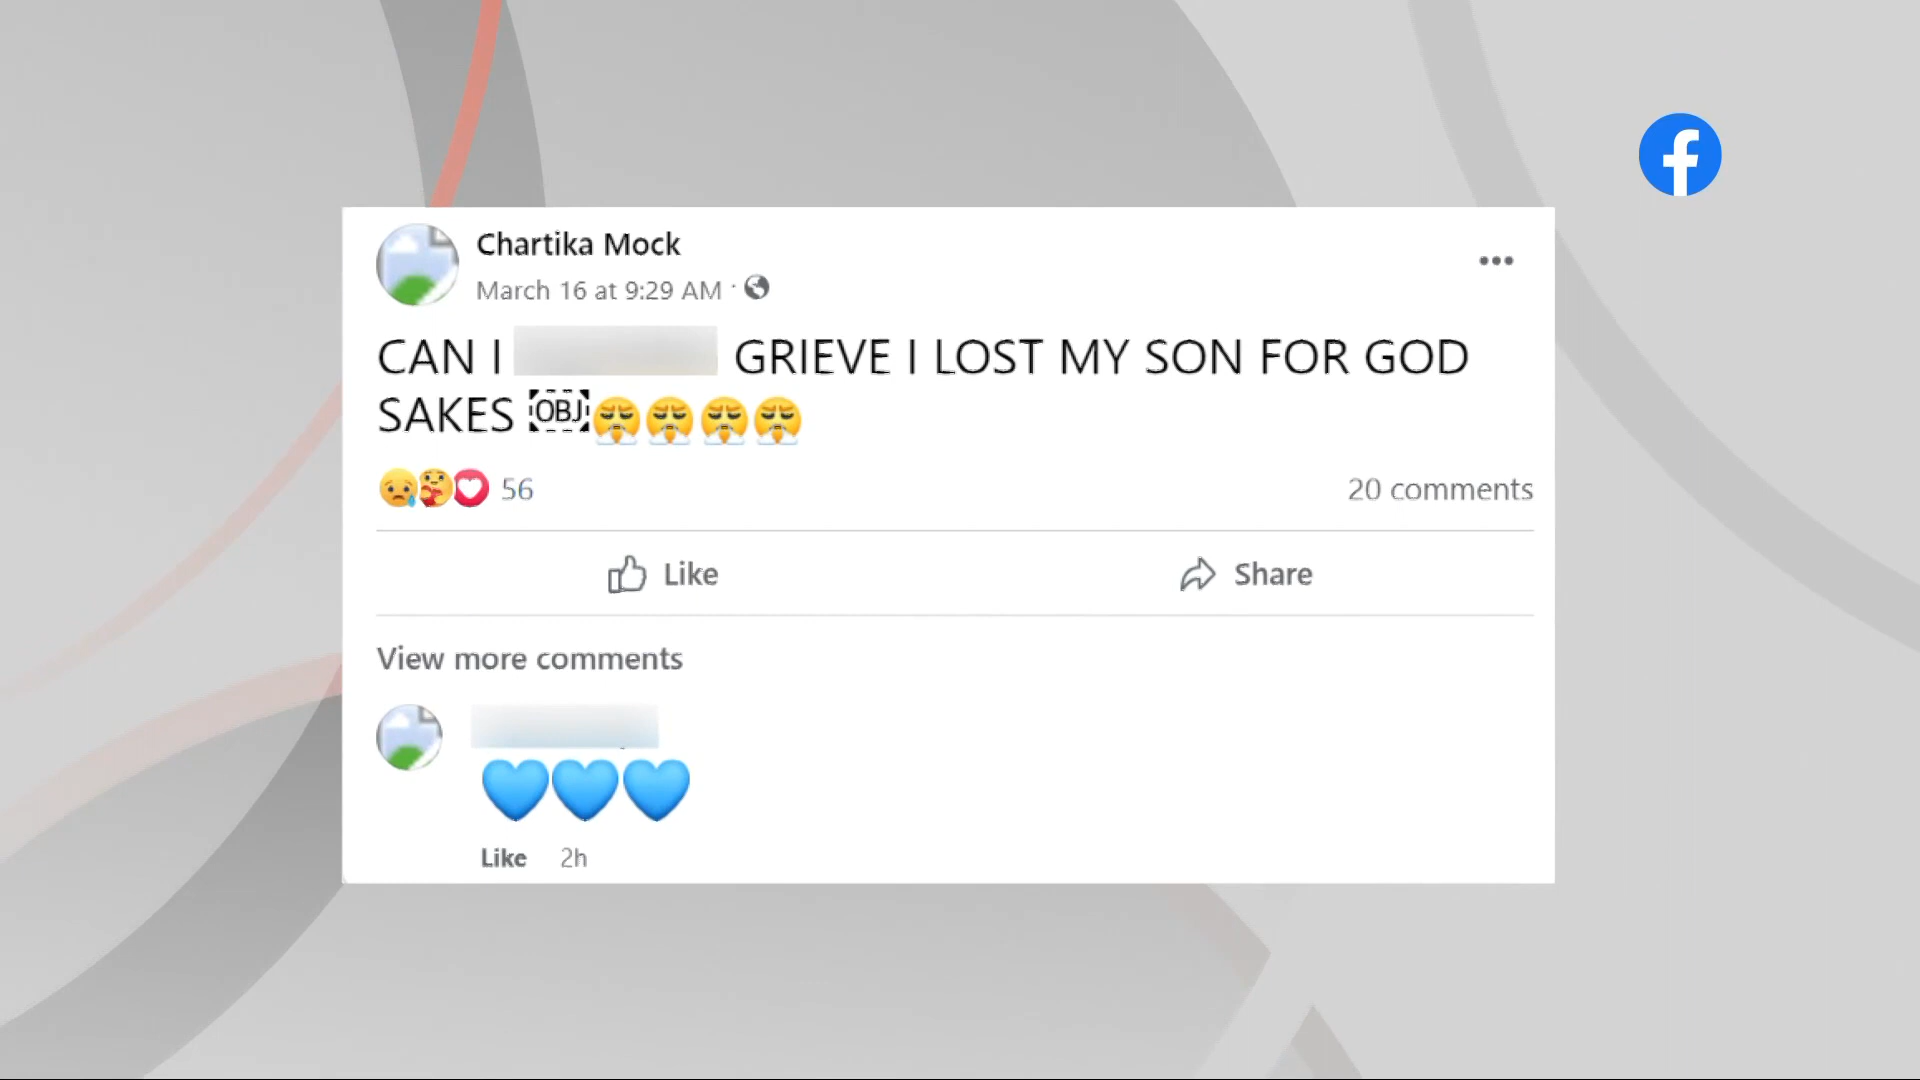 Chartika Mock
March 16 at 9:29 AM ·
CAN I GRIEVE I LOST MY SON FOR GOD
SAKES OBJ😤😤😤😤
56
20 comments
Like
Share
View more comments
💙💙💙
Like 2h